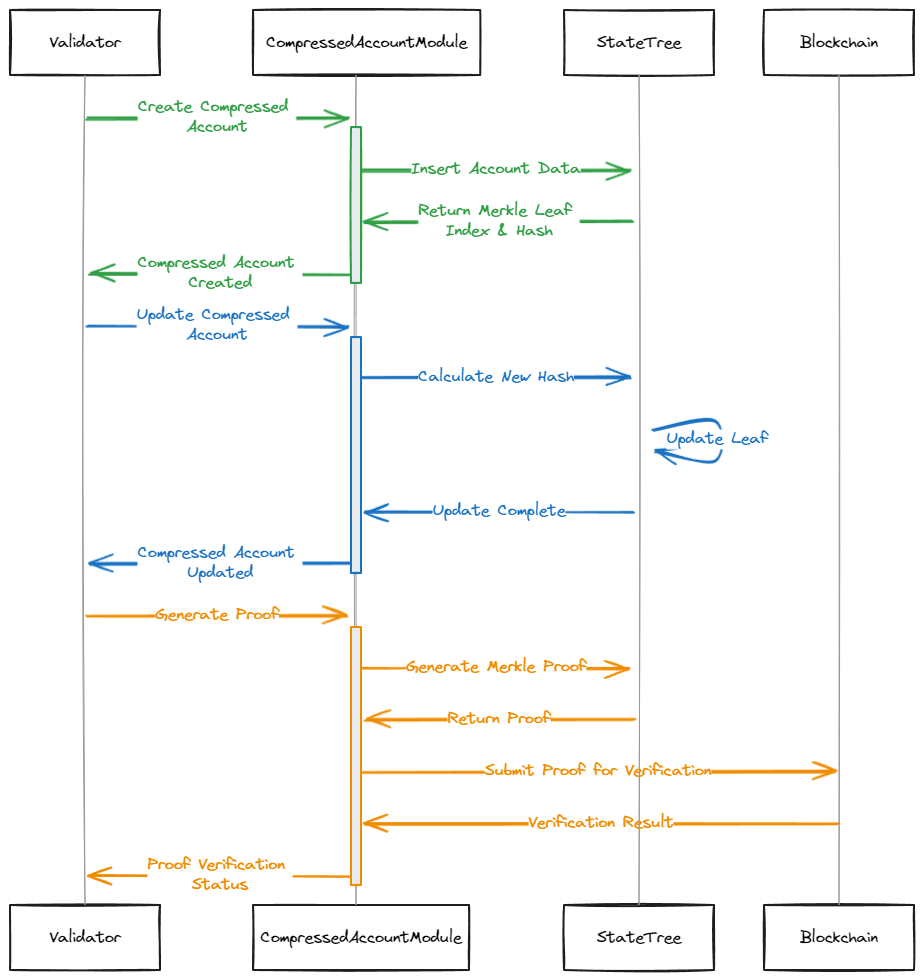 Validator
CompressedAccountModule
StateTree
Blockchain
Create Compressed
Account
Insert Account Data
Return Merkle Leaf
Index & Hash
Compressed Account
Created
Update Compressed
Account
Calculate New Hash
Update Leaf
Update Complete
Compressed Account
Updated
Generate Proof
Generate Merkle Proof
Return Proof
Submit Proof for Verification
Verification Result
Proof Verification
Status
Validator
CompressedAccountModule
StateTree
Blockchain